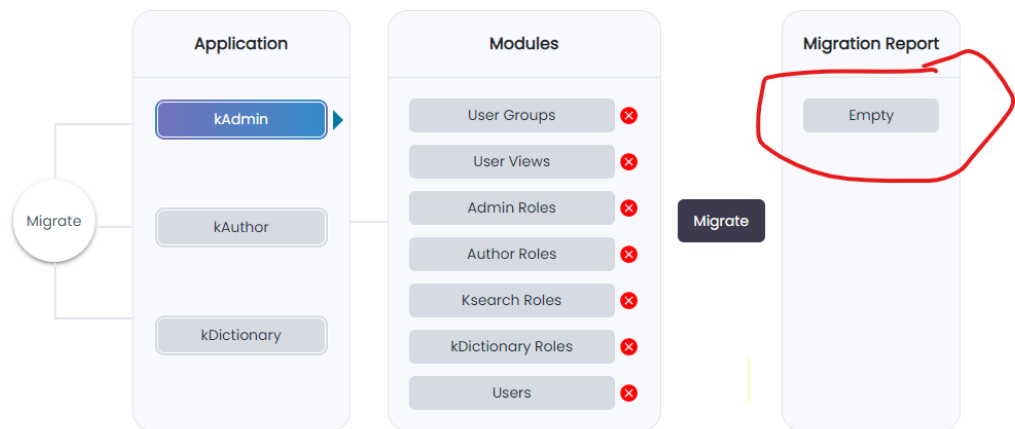 Application
Modules
Migration Report
Migrate
kAdmin
kAuthor
kDictionary
User Groups
User Views
Admin Roles
Author Roles
Ksearch Roles
kDictionary Roles
Users
Migrate
Empty